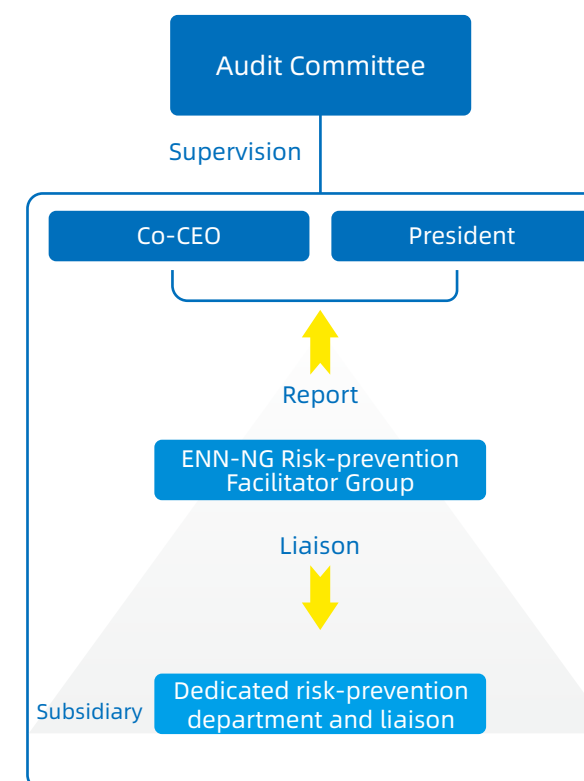 Audit Committee
Supervision
Co-CEO
President
Report
ENN-NG Risk-prevention
Facilitator Group
Liaison
Subsidiary
Dedicated risk-prevention
department and liaison